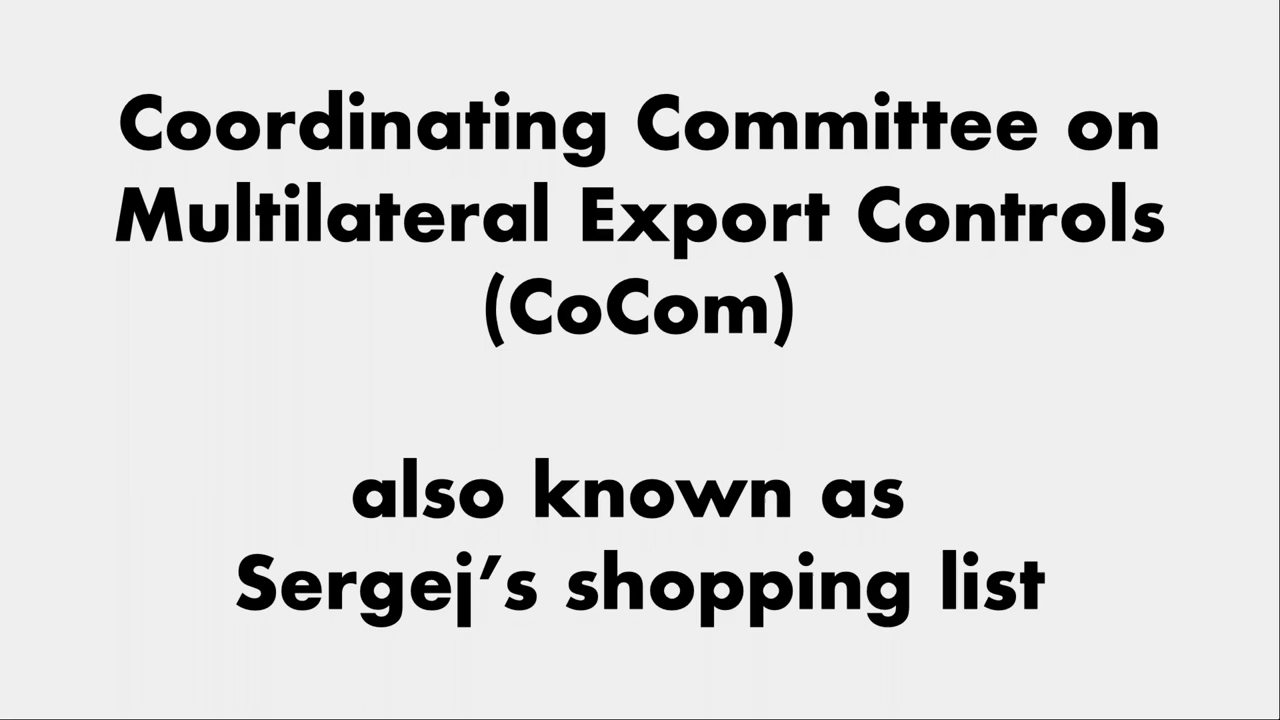 Coordinating Committee on
Multilateral Export Controls
(CoCom)
also known as
Sergej’s shopping list